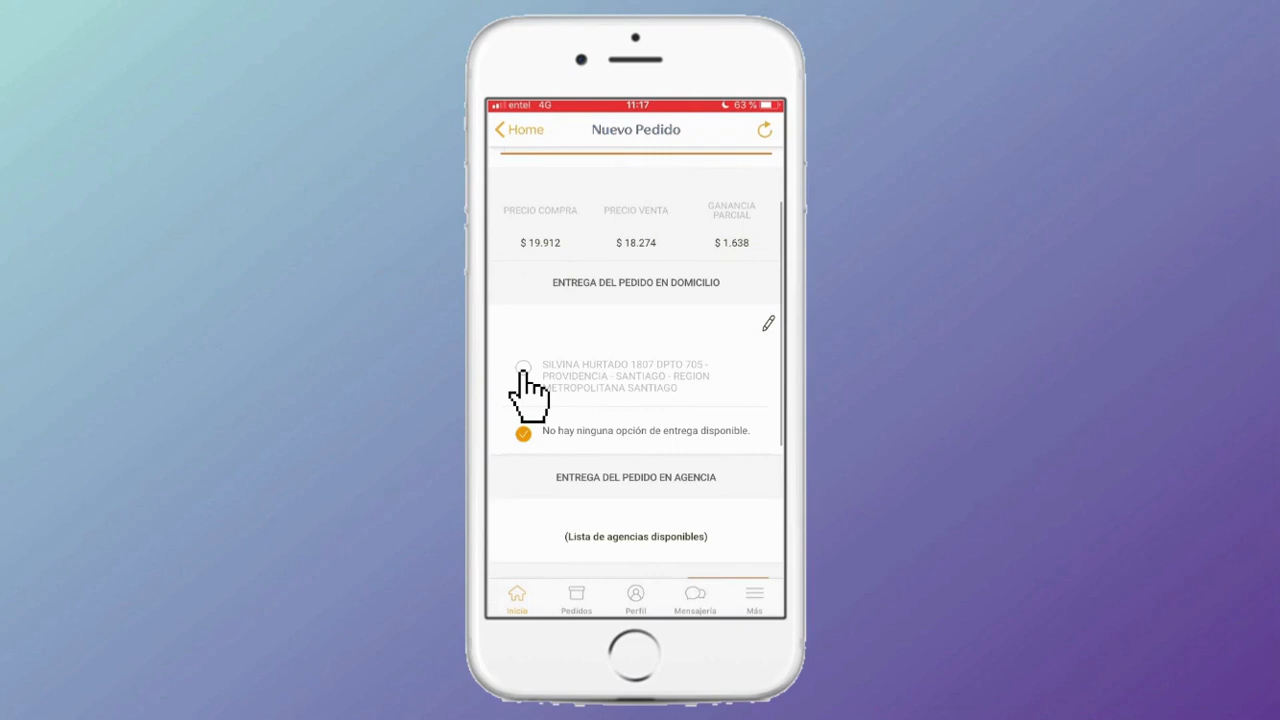 entel 4G 11:17 63 %
Home Nuevo Pedido
PRECIO COMPRA PRECIO VENTA GANANCIA PARCIAL
$ 19.912 $ 18.274 $ 1.638
ENTREGA DEL PEDIDO EN DOMICILIO
SILVINA HURTADO 1807 DPTO 705 -
PROVIDENCIA - SANTIAGO - REGION
METROPOLITANA SANTIAGO
No hay ninguna opción de entrega disponible.
ENTREGA DEL PEDIDO EN AGENCIA
(Lista de agencias disponibles)
Inicio Pedidos Perfil Mensajería Más